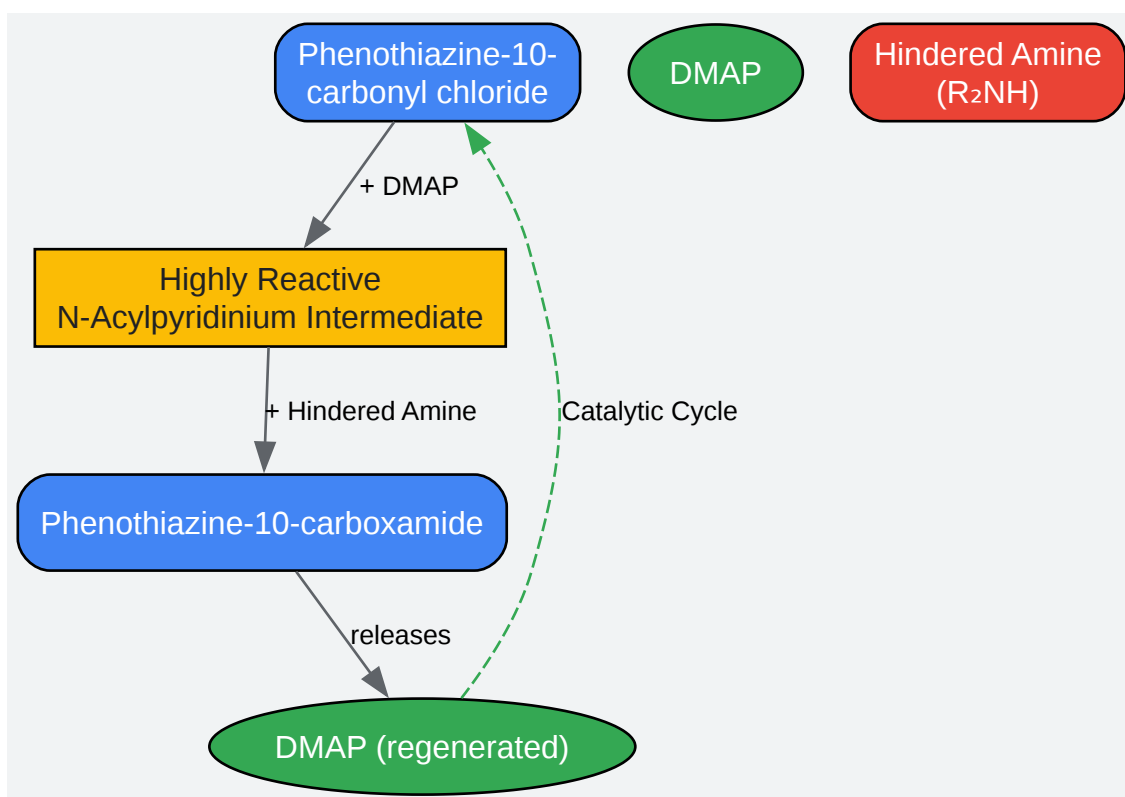 Phenothiazine-10-
carbonyl chloride
DMAP
Hindered Amine
(R₂NH)
+ DMAP
Highly Reactive
N-Acylpyridinium Intermediate
+ Hindered Amine
Catalytic Cycle
Phenothiazine-10-carboxamide
releases
DMAP (regenerated)